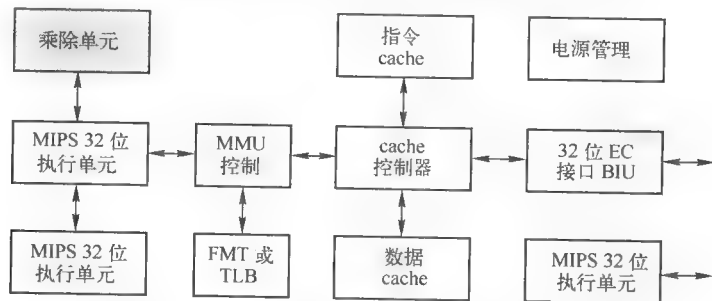 乘除单元
指令
cache
电源管理
MIPS 32 位
执行单元
MMU
控制
cache
控制器
32 位 EC
接口 BIU
MIPS 32 位
执行单元
FMT 或
TLB
数据
cache
MIPS 32 位
执行单元